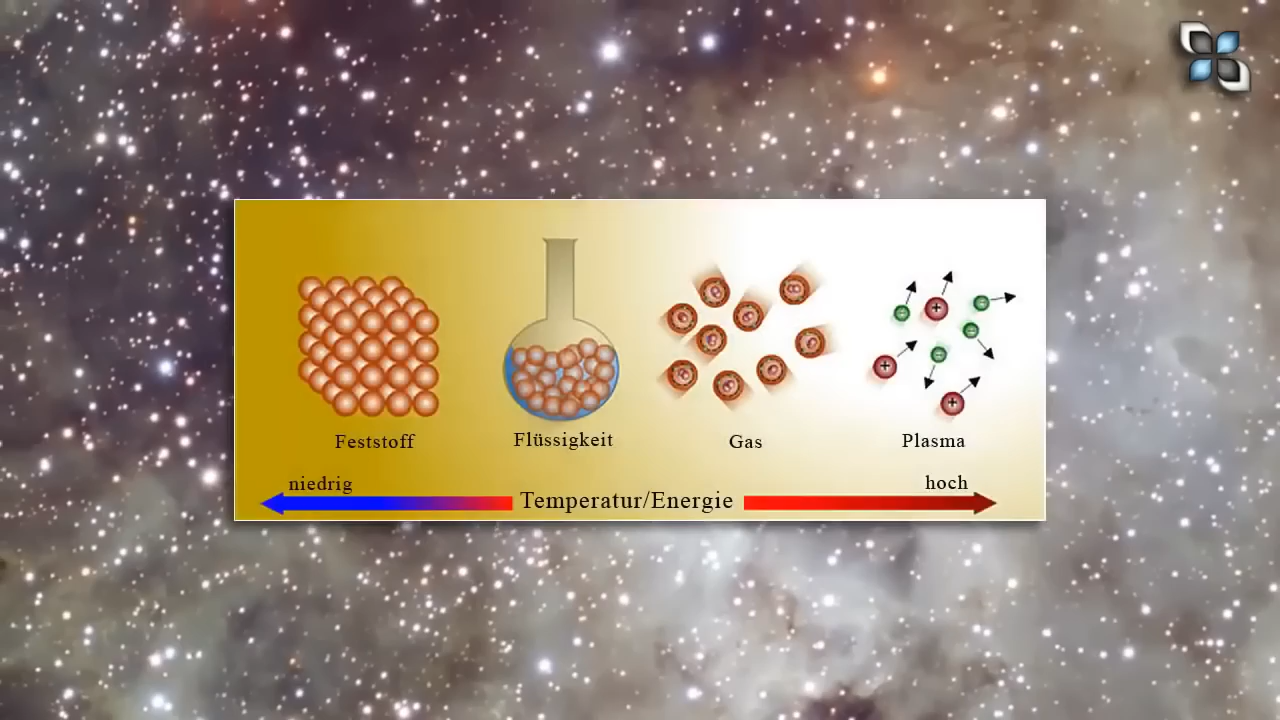 Feststoff
Flüssigkeit
Gas
Plasma
niedrig
hoch
Temperatur/Energie